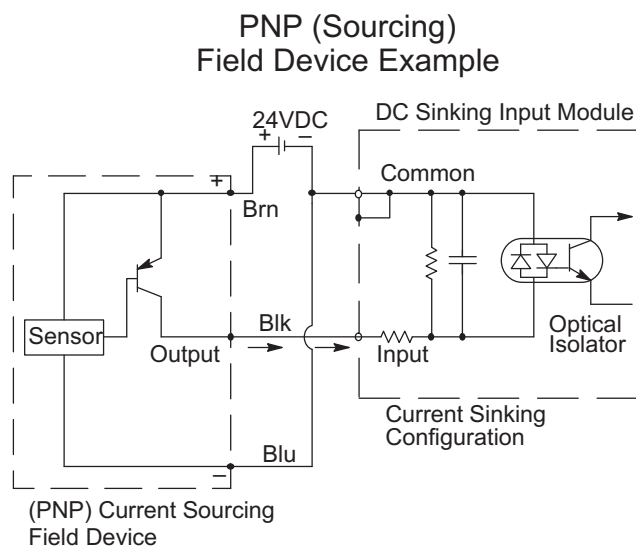 PNP (Sourcing)
Field Device Example
24VDC
+ −
DC Sinking Input Module
Common
+
Brn
Sensor
Output
Blk
Input
Optical
Isolator
Current Sinking
Configuration
Blu
−
(PNP) Current Sourcing
Field Device